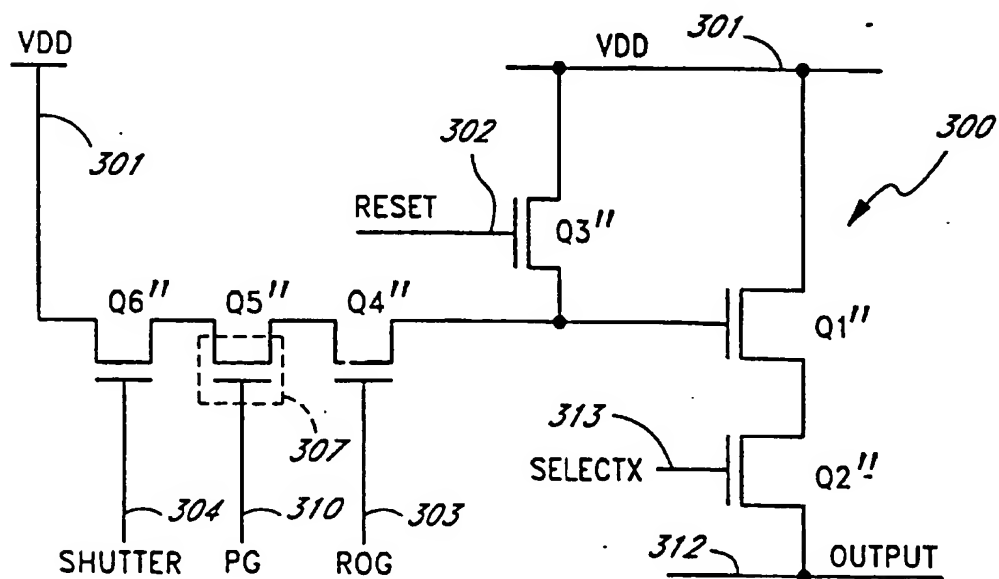 301
VDD
VDD
301
302
300
RESET
Q3"
Q6"
Q5"
Q4"
Q1"
307
313
SELECTX
Q2"
304
310
303
312
OUTPUT
SHUTTER
PG
ROG